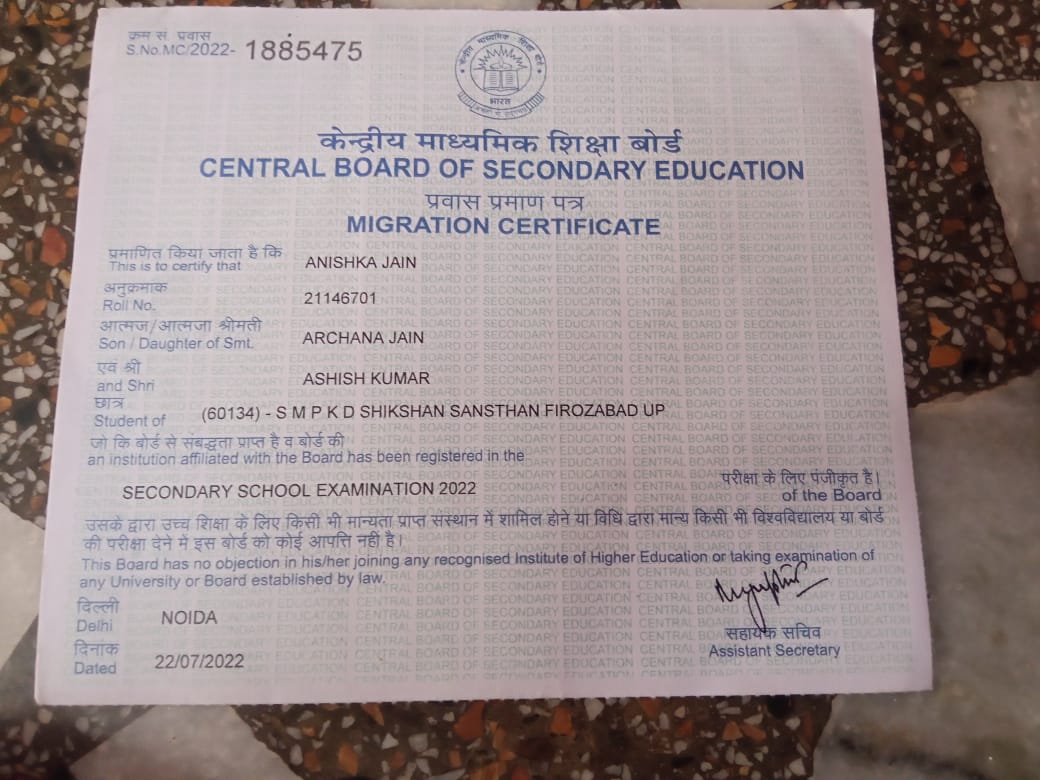 क्रम सं. प्रवास
S.No.MC/2022- 1885475
भारत
केन्द्रीय माध्यमिक शिक्षा बोर्ड
CENTRAL BOARD OF SECONDARY EDUCATION
प्रवास प्रमाण पत्र
MIGRATION CERTIFICATE
प्रमाणित किया जाता है कि
This is to certify that ANISHKA JAIN
अनुक्रमांक
Roll No. 21146701
आत्मज/आत्मजा श्रीमती
Son / Daughter of Smt. ARCHANA JAIN
एवं श्री
and Shri ASHISH KUMAR
छात्र
Student of (60134) - S M P K D SHIKSHAN SANSTHAN FIROZABAD UP
जो कि बोर्ड से संबद्धता प्राप्त है व बोर्ड की
an institution affiliated with the Board has been registered in the
SECONDARY SCHOOL EXAMINATION 2022
परीक्षा के लिए पंजीकृत है।
of the Board
उसके द्वारा उच्च शिक्षा के लिए किसी भी मान्यता प्राप्त संस्थान में शामिल होने या विधि द्वारा मान्य किसी भी विश्वविद्यालय या बोर्ड
की परीक्षा देने में इस बोर्ड को कोई आपत्ति नहीं है।
This Board has no objection in his/her joining any recognised Institute of Higher Education or taking examination of
any University or Board established by law.
दिल्ली
Delhi NOIDA
दिनांक
Dated 22/07/2022
सहायक सचिव
Assistant Secretary